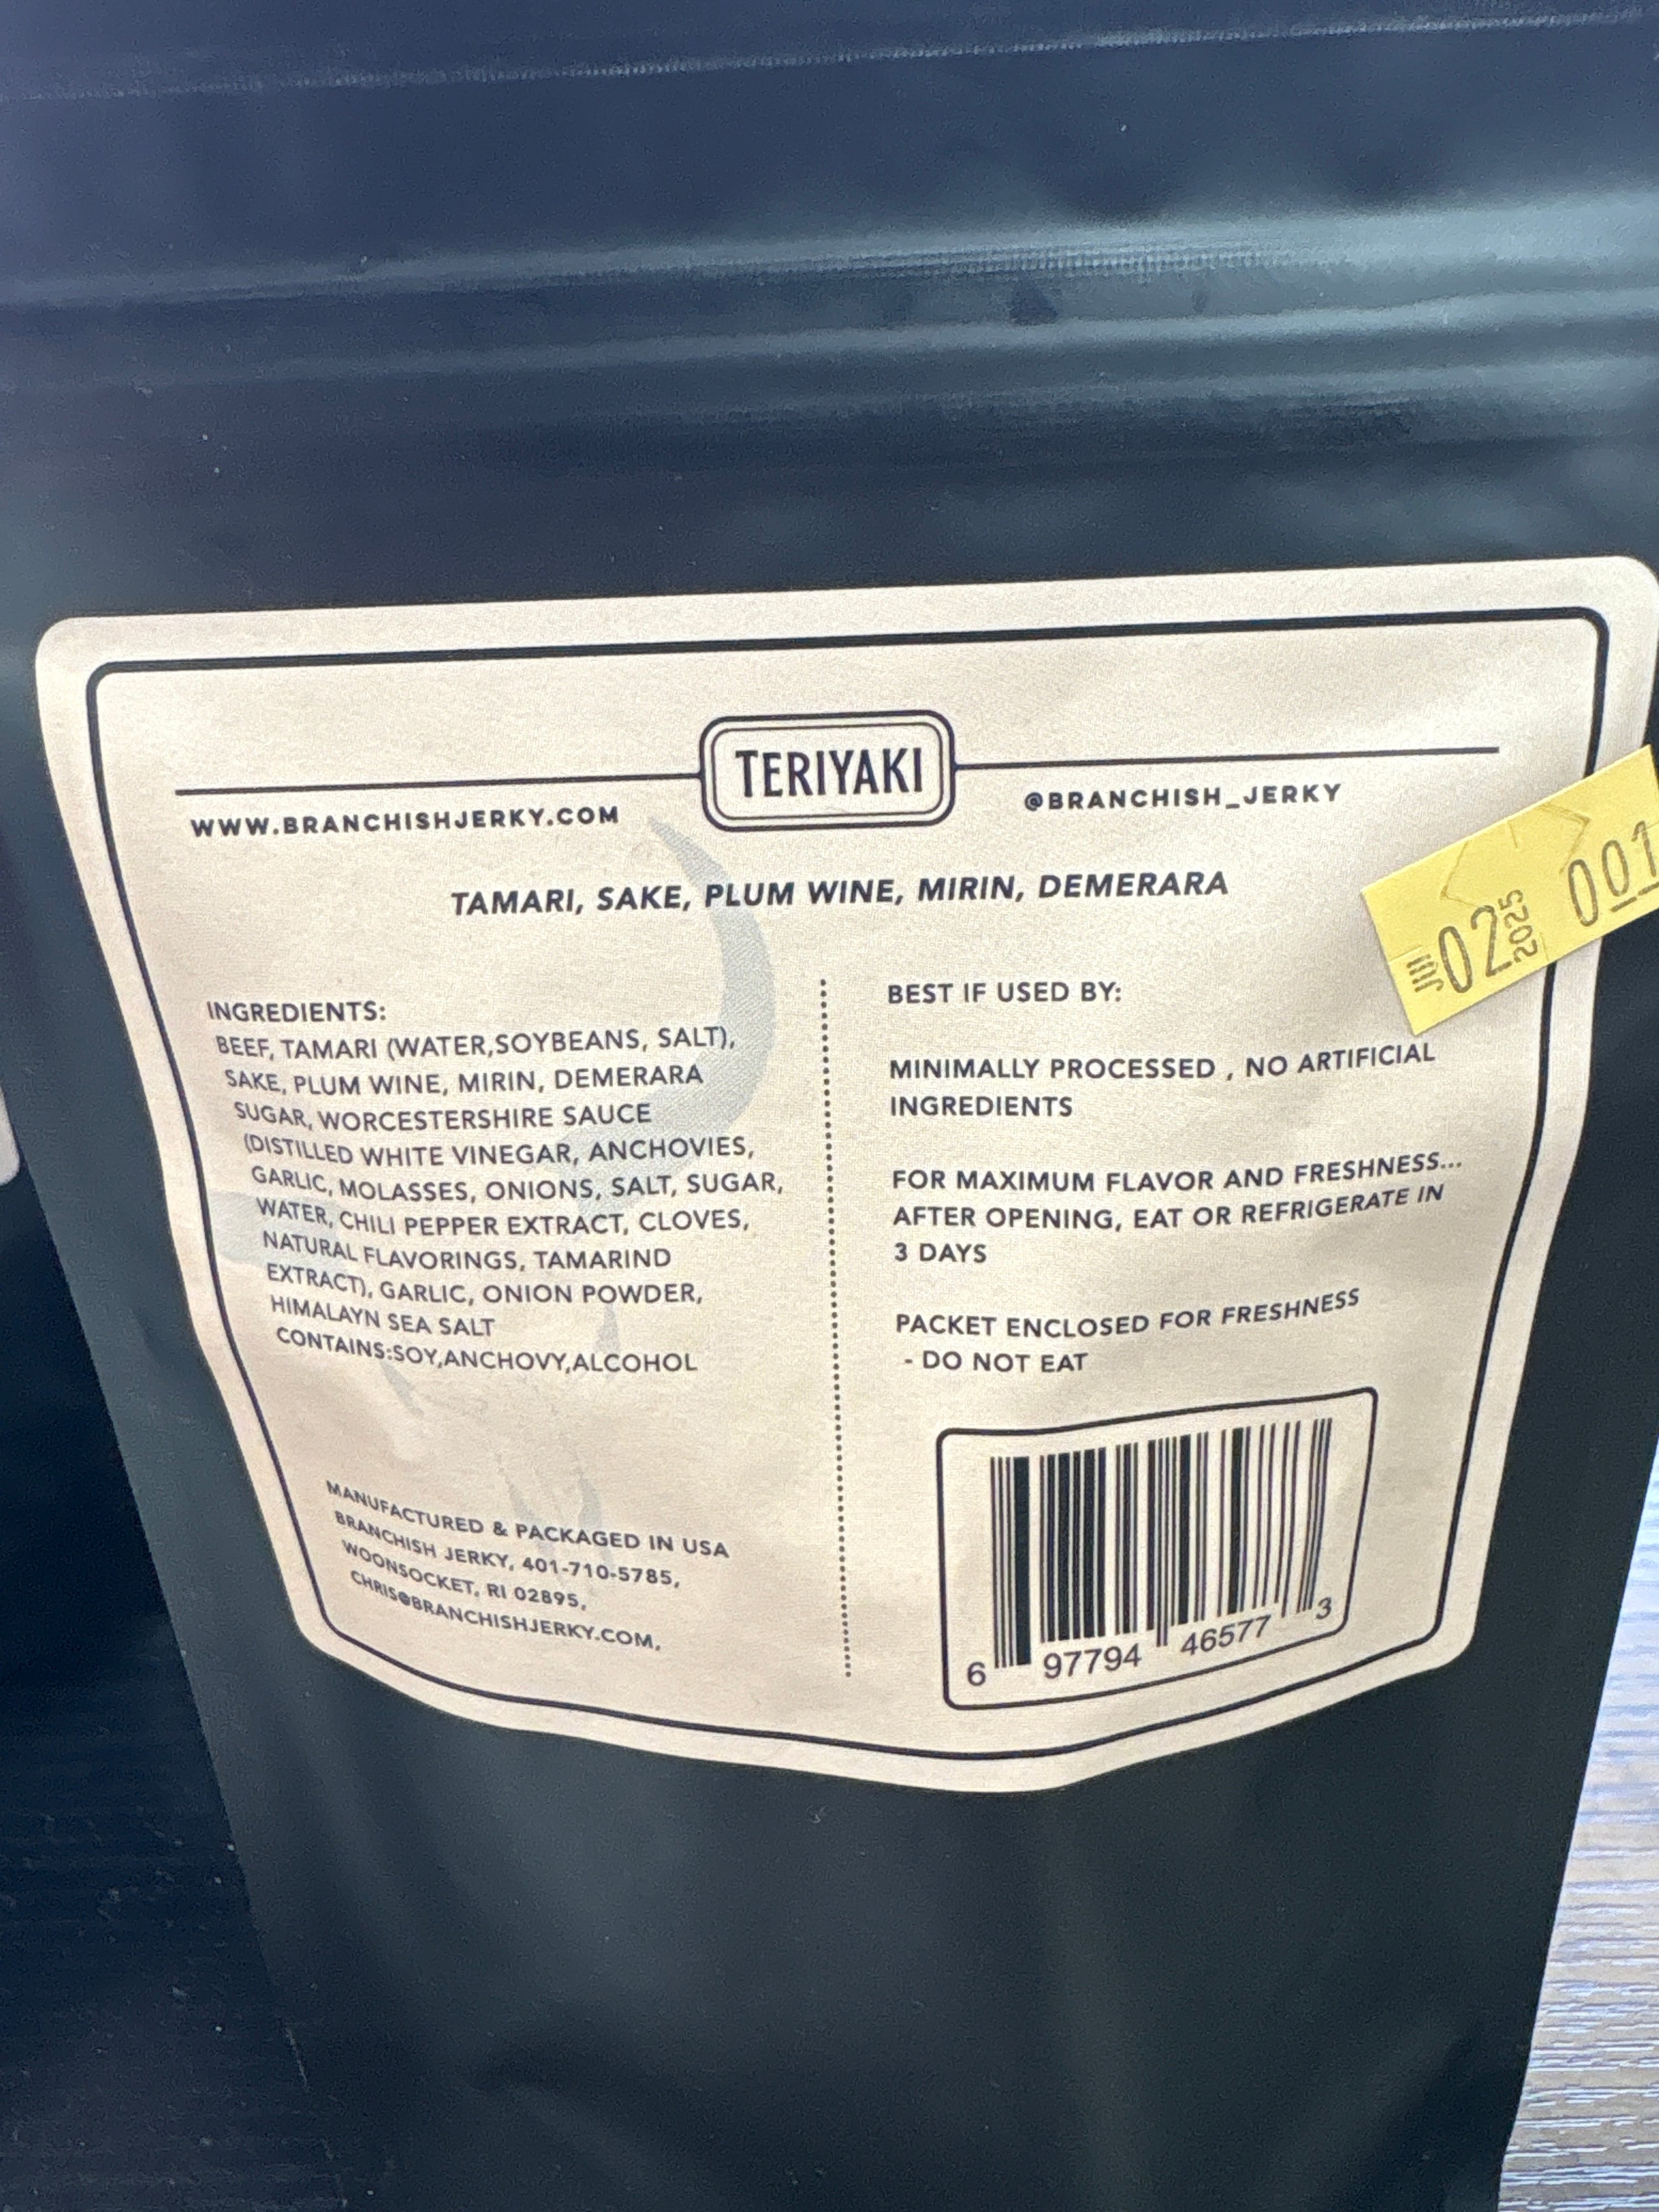 TERIYAKI
WWW.BRANCHISHJERKY.COM
@BRANCHISH_JERKY
TAMARI, SAKE, PLUM WINE, MIRIN, DEMERARA
INGREDIENTS:
BEEF, TAMARI (WATER,SOYBEANS, SALT),
SAKE, PLUM WINE, MIRIN, DEMERARA
SUGAR, WORCESTERSHIRE SAUCE
(DISTILLED WHITE VINEGAR, ANCHOVIES,
GARLIC, MOLASSES, ONIONS, SALT, SUGAR,
WATER, CHILI PEPPER EXTRACT, CLOVES,
NATURAL FLAVORINGS, TAMARIND
EXTRACT), GARLIC, ONION POWDER,
HIMALAYN SEA SALT
CONTAINS:SOY,ANCHOVY,ALCOHOL
MANUFACTURED & PACKAGED IN USA
BRANCHISH JERKY, 401-710-5785,
WOONSOCKET, RI 02895,
CHRIS@BRANCHISHJERKY.COM,
BEST IF USED BY:
02 2025 001
MINIMALLY PROCESSED , NO ARTIFICIAL
INGREDIENTS
FOR MAXIMUM FLAVOR AND FRESHNESS...
AFTER OPENING, EAT OR REFRIGERATE IN
3 DAYS
PACKET ENCLOSED FOR FRESHNESS
- DO NOT EAT
6 97794 46577 3